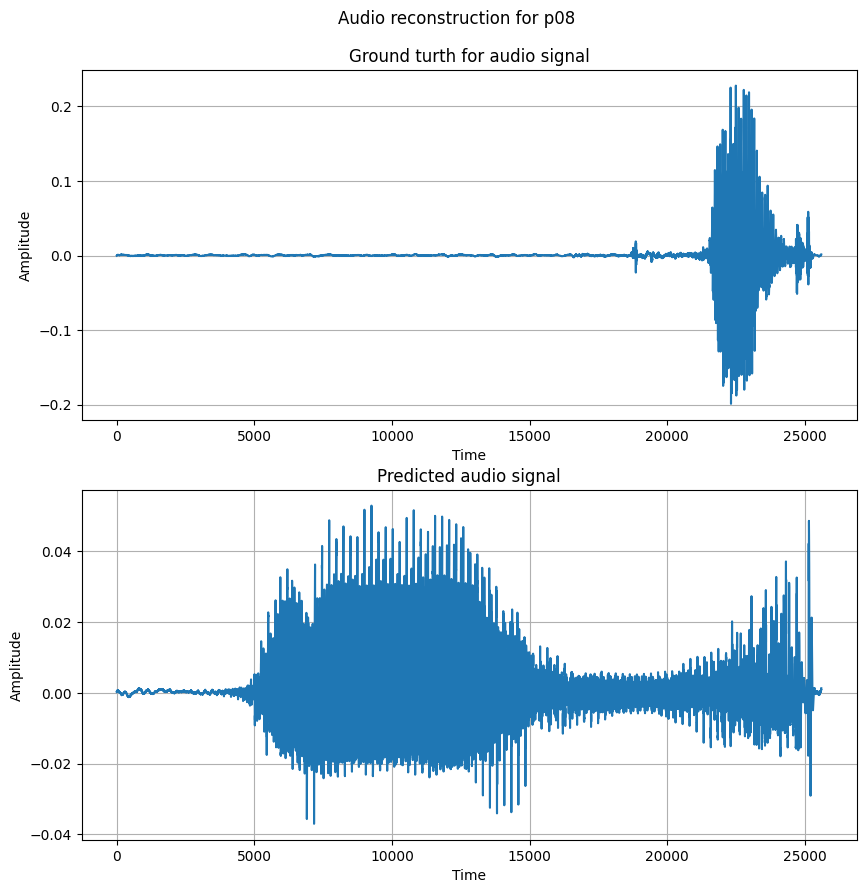 Audio reconstruction for p08
Ground turth for audio signal
0.2
0.1
0.0
−0.1
−0.2
Amplitude
0 5000 10000 15000 20000 25000
Time
Predicted audio signal
0.04
0.02
0.00
−0.02
−0.04
Amplitude
0 5000 10000 15000 20000 25000
Time